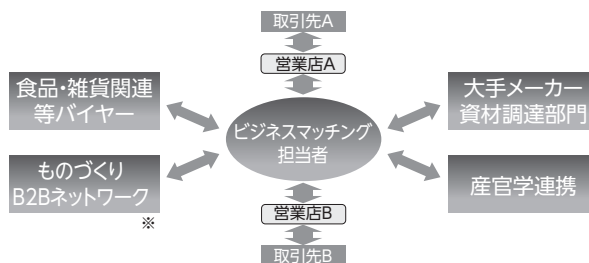 取引先A
営業店A
食品・雑貨関連
等バイヤー
大手メーカー
資材調達部門
ビジネスマッチング
担当者
ものづくり
B2Bネットワーク
※
産官学連携
営業店B
取引先B